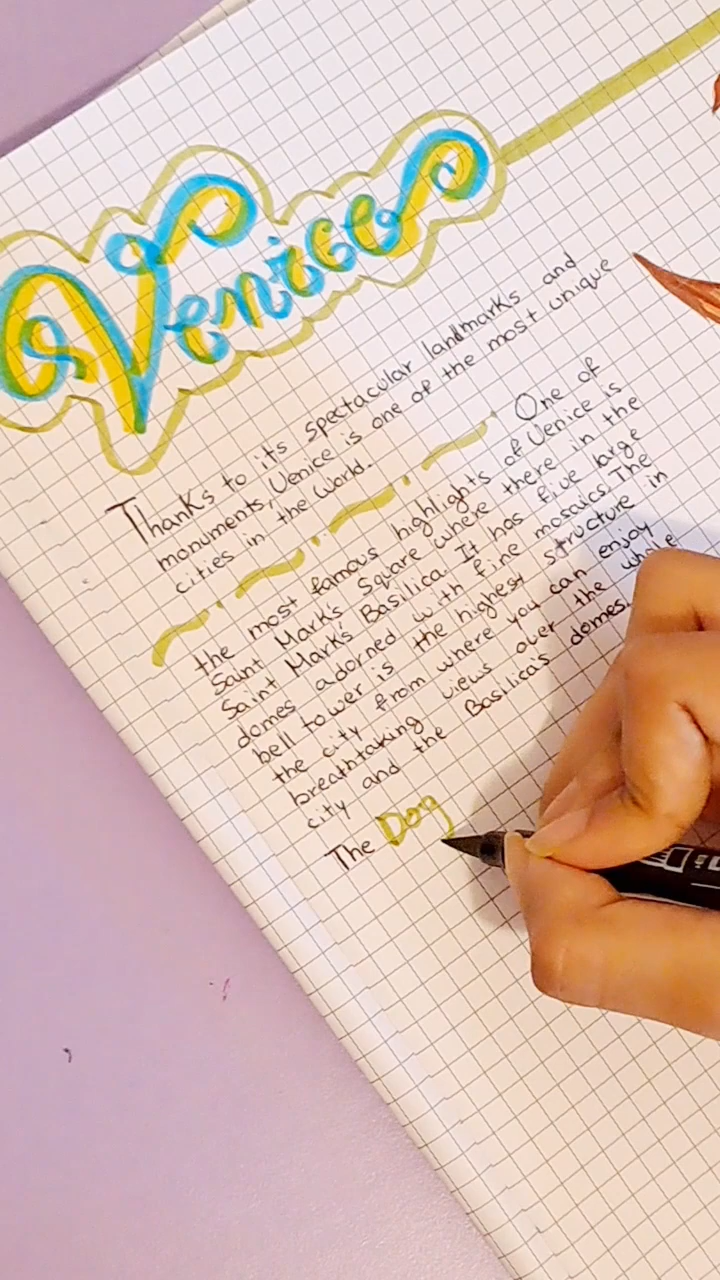 Venice
Thanks to its spectacular landmarks and
monuments, Venice is one of the most unique
cities in the world.
One of
the most famous highlights of Venice is
Saint Mark's Square where there in the
Saint Mark's Basilica. It has five large
domes adorned with fine mosaics. The
bell tower is the highest structure in
the city from where you can enjoy
breathtaking views over the whole
city and the Basilica's domes.
The Dog